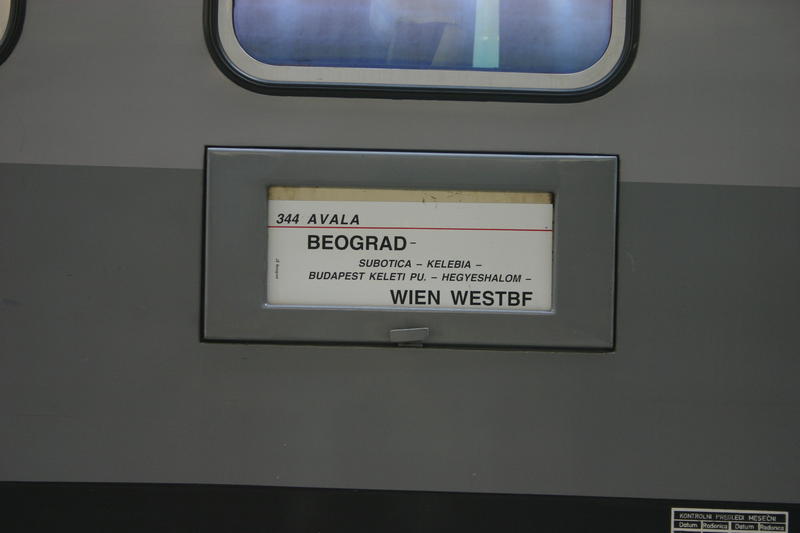 344 AVALA
BEOGRAD –
SUBOTICA – KELEBIA –
BUDAPEST KELETI PU. – HEGYESHALOM –
WIEN WESTBF
KONTROLNI PREGLEDI MESEČNI
Datum Radionica Datum Radionica